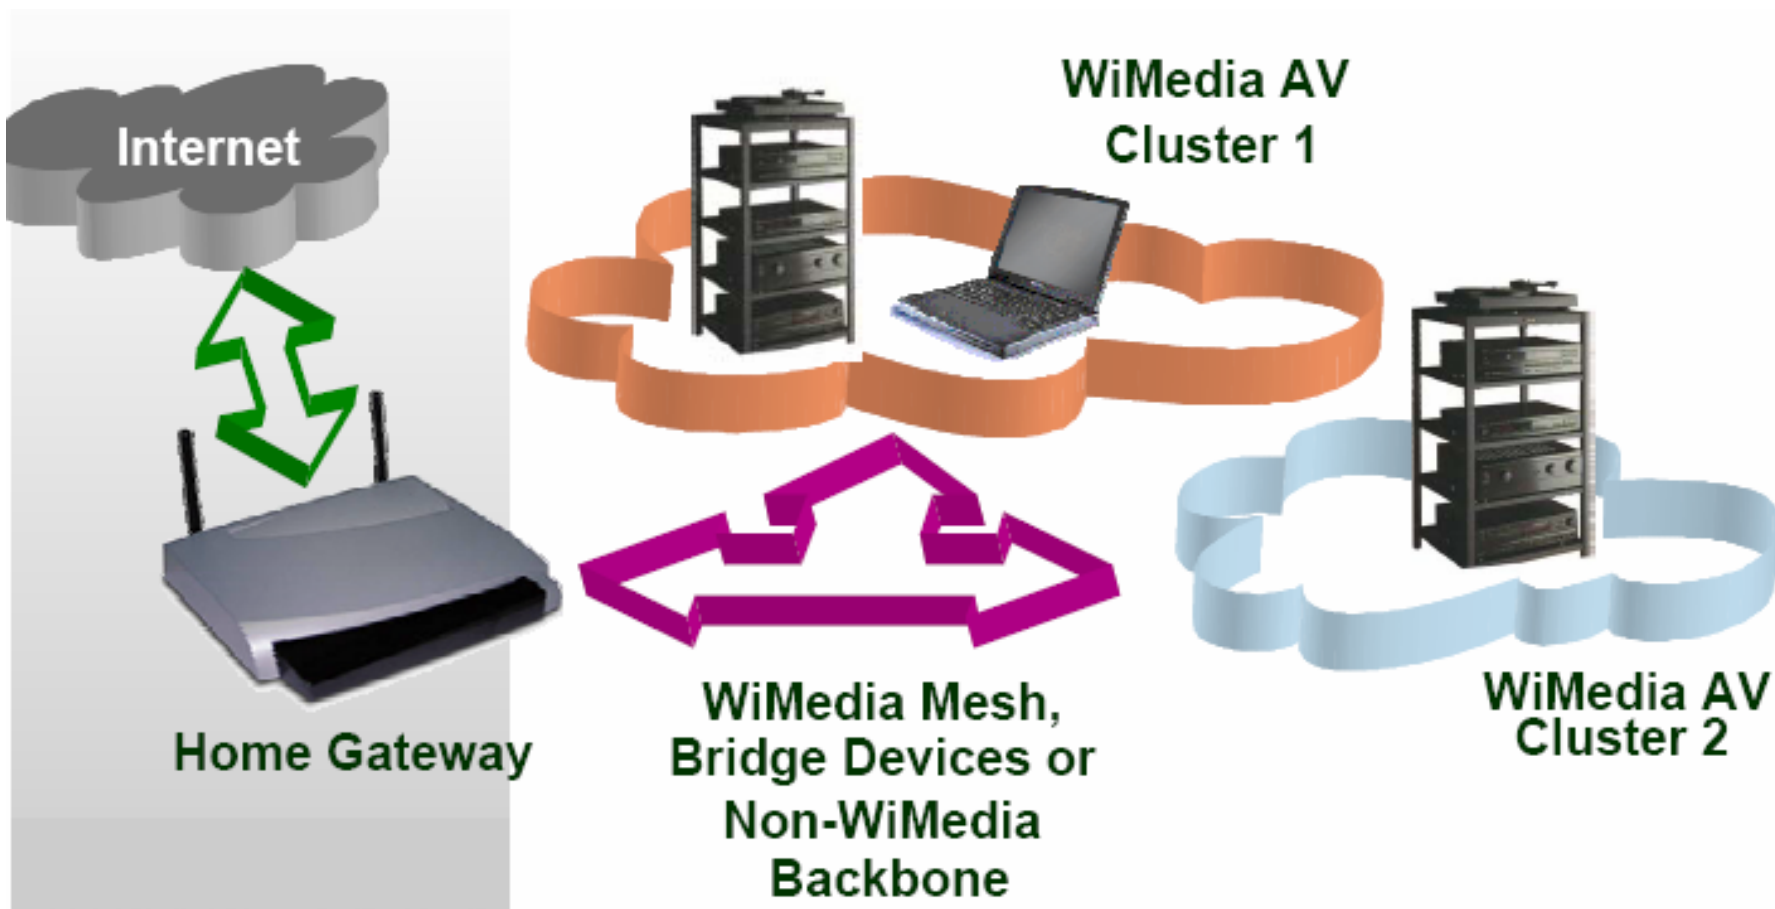 Internet
WiMedia AV
Cluster 1
Home Gateway
WiMedia Mesh,
Bridge Devices or
Non-WiMedia
Backbone
WiMedia AV
Cluster 2